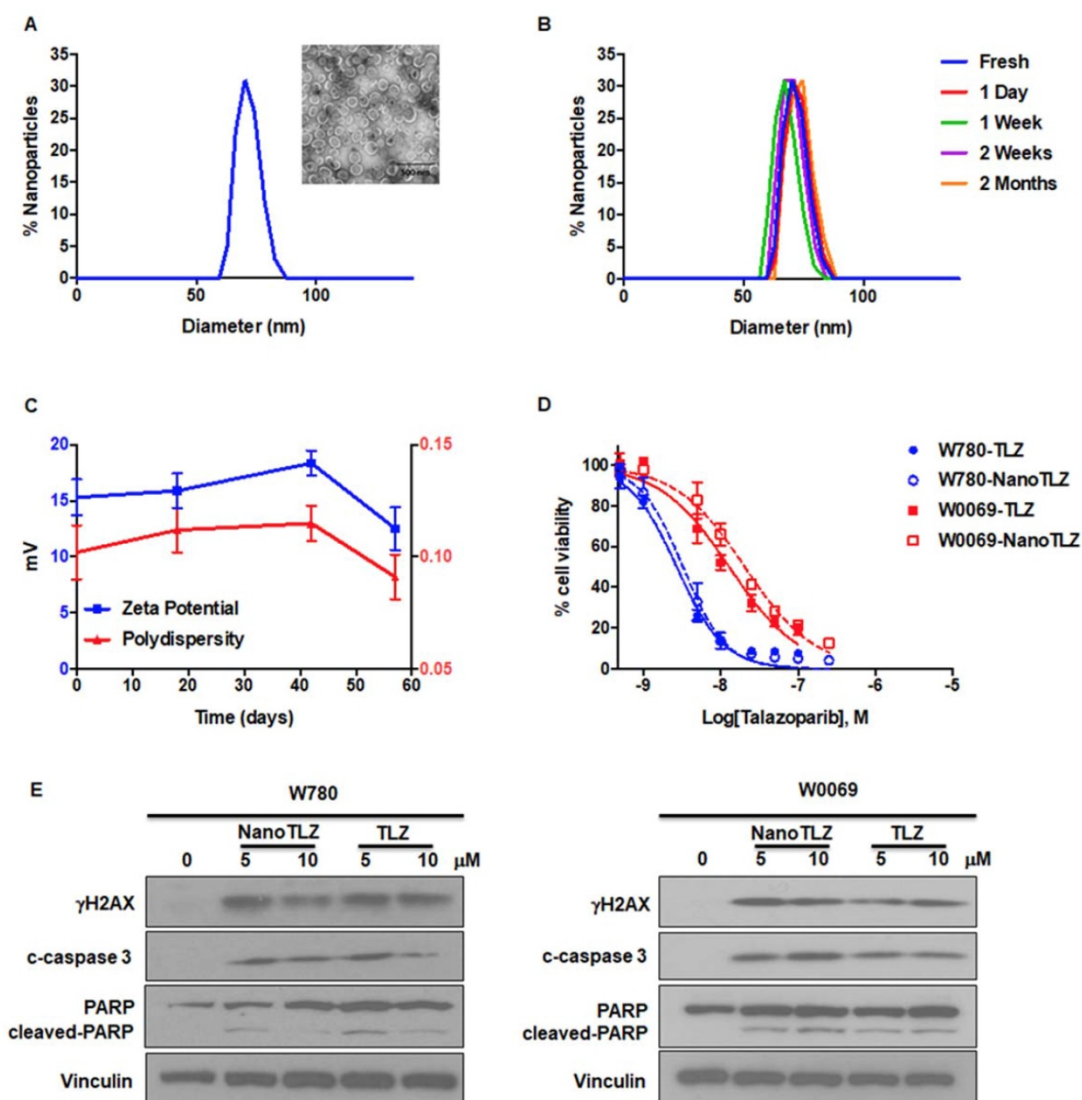 A
35
30
25
20
15
10
5
0
% Nanoparticles
0 50 100
Diameter (nm)
500 nm
B
35
30
25
20
15
10
5
0
% Nanoparticles
0 50 100
Diameter (nm)
Fresh
1 Day
1 Week
2 Weeks
2 Months
C
20
15
10
5
0
mV
0.15
0.10
0.05
Zeta Potential
Polydispersity
0 10 20 30 40 50 60
Time (days)
D
100
80
60
40
20
0
% cell viability
-9 -8 -7 -6 -5
Log[Talazoparib], M
W780-TLZ
W780-NanoTLZ
W0069-TLZ
W0069-NanoTLZ
E
W780
NanoTLZ TLZ
0 5 10 5 10 μM
γH2AX
c-caspase 3
PARP
cleaved-PARP
Vinculin
W0069
NanoTLZ TLZ
0 5 10 5 10 μM
γH2AX
c-caspase 3
PARP
cleaved-PARP
Vinculin